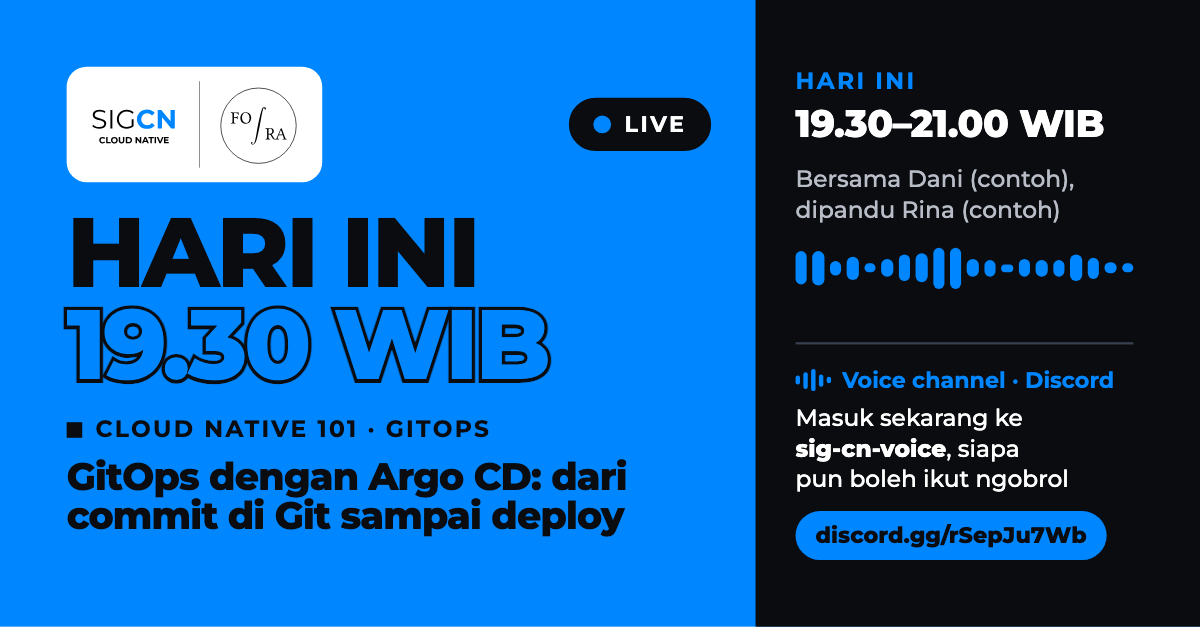 SIGCN
CLOUD NATIVE
FO
RA
LIVE
HARI INI
19.30 WIB
CLOUD NATIVE 101 · GITOPS
GitOps dengan Argo CD: dari
commit di Git sampai deploy
HARI INI
19.30–21.00 WIB
Bersama Dani (contoh),
dipandu Rina (contoh)
Voice channel · Discord
Masuk sekarang ke
sig-cn-voice, siapa
pun boleh ikut ngobrol
discord.gg/rSepJu7Wb